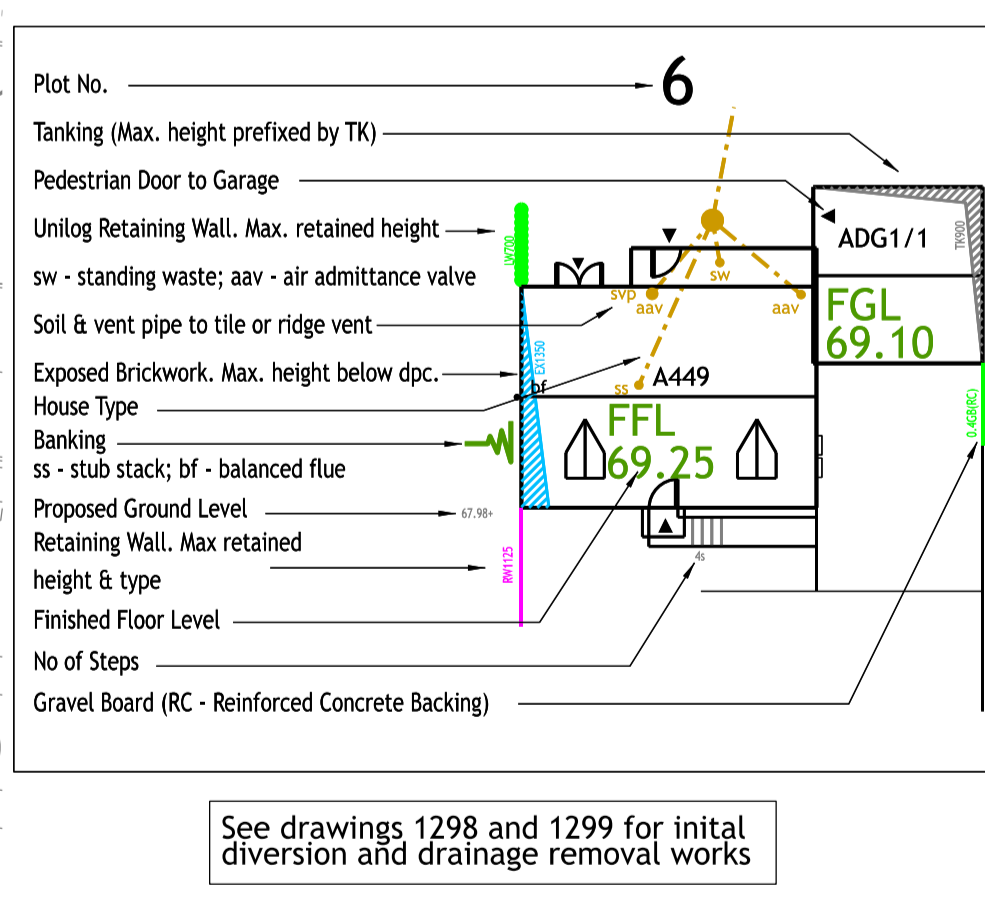 Plot No.
6
Tanking (Max. height prefixed by TK)
Pedestrian Door to Garage
Unilog Retaining Wall. Max. retained height
LW700
ADG1/1
TK900
sw - standing waste; aav - air admittance valve
sw
svp
aav
aav
FGL
69.10
Soil & vent pipe to tile or ridge vent
EX1350
Exposed Brickwork. Max. height below dpc.
bf
ss
A449
House Type
FFL
69.25
0.4GB(RC)
Banking
ss - stub stack; bf - balanced flue
Proposed Ground Level
67.98+
Retaining Wall. Max retained
height & type
RW1125
4s
Finished Floor Level
No of Steps
Gravel Board (RC - Reinforced Concrete Backing)
See drawings 1298 and 1299 for inital
diversion and drainage removal works